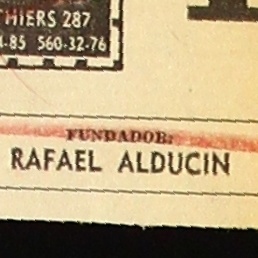 THIERS 287
-85 560-32-76
FUNDADOR:
RAFAEL ALDUCIN